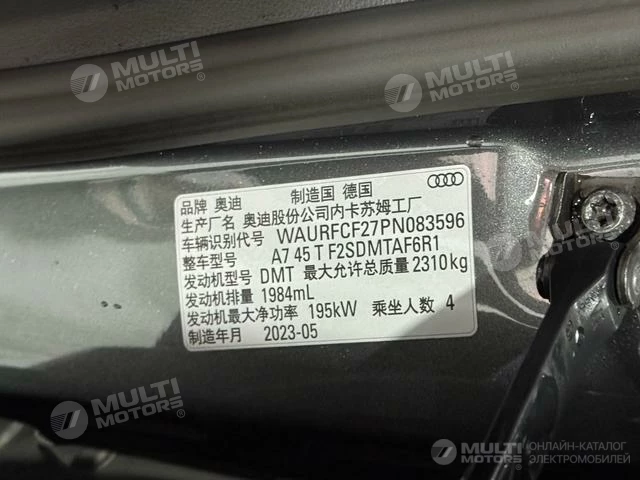 MULTI
MOTORS
MULTI
MOTORS
品牌 奥迪 制造国 德国
生产厂名 奥迪股份公司内卡苏姆工厂
车辆识别代号 WAURFCF27PN083596
整车型号 A7 45 T F2SDMTAF6R1
发动机型号 DMT 最大允许总质量 2310kg
发动机排量 1984mL
发动机最大净功率 195kW 乘坐人数 4
制造年月 2023-05
MULTI
MOTORS
MULTI
MOTORS
ОНЛАЙН-КАТАЛОГ
ЭЛЕКТРОМОБИЛЕЙ